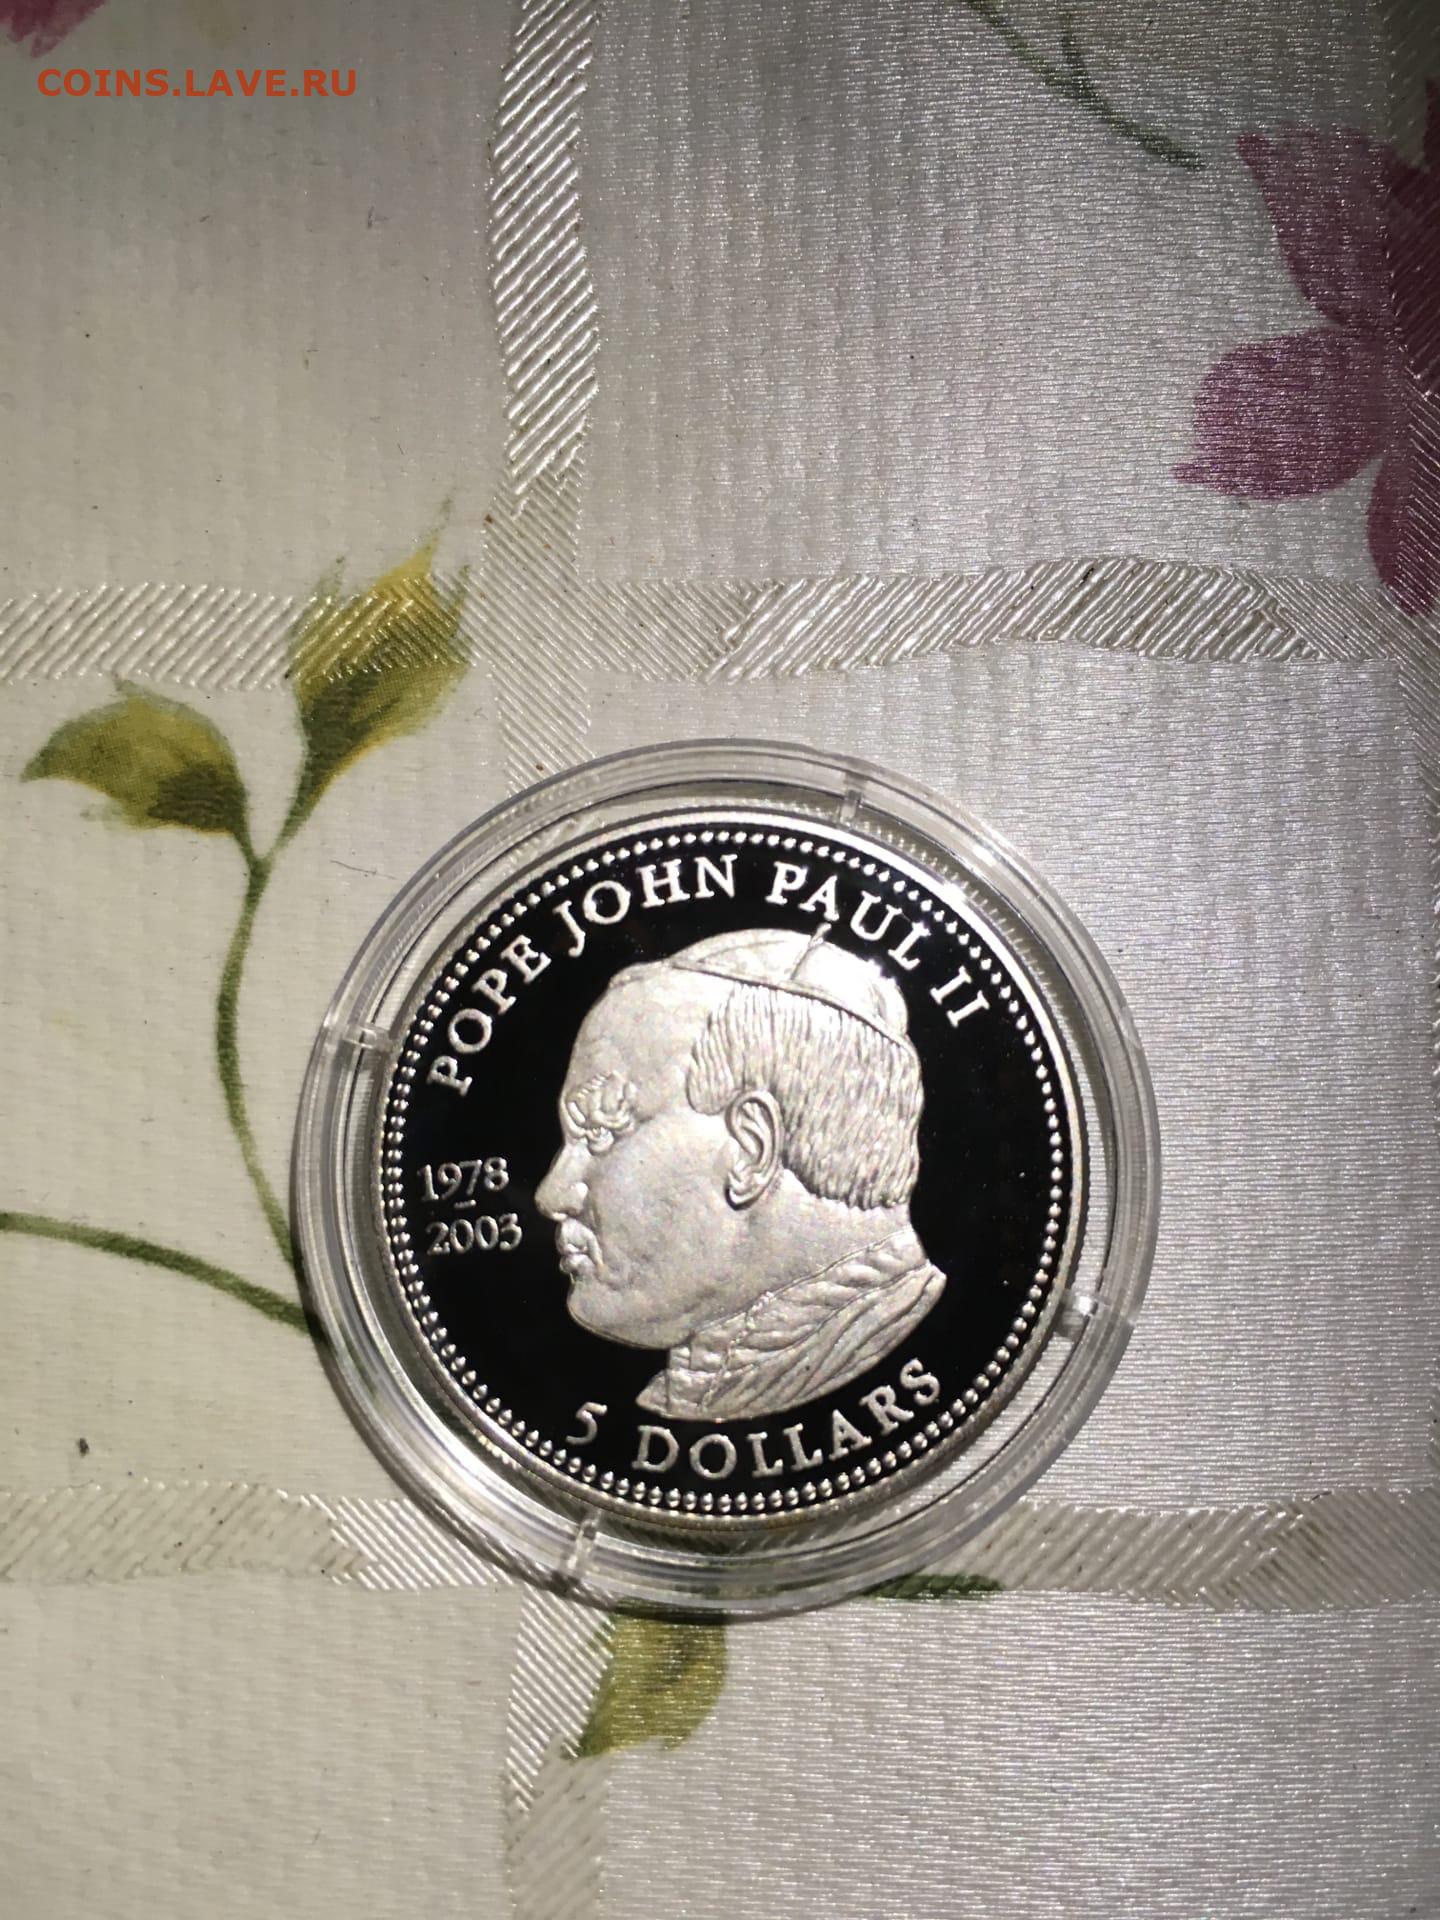 COINS.LAVE.RU
POPE JOHN PAUL II
1978
–
2003
5 DOLLARS